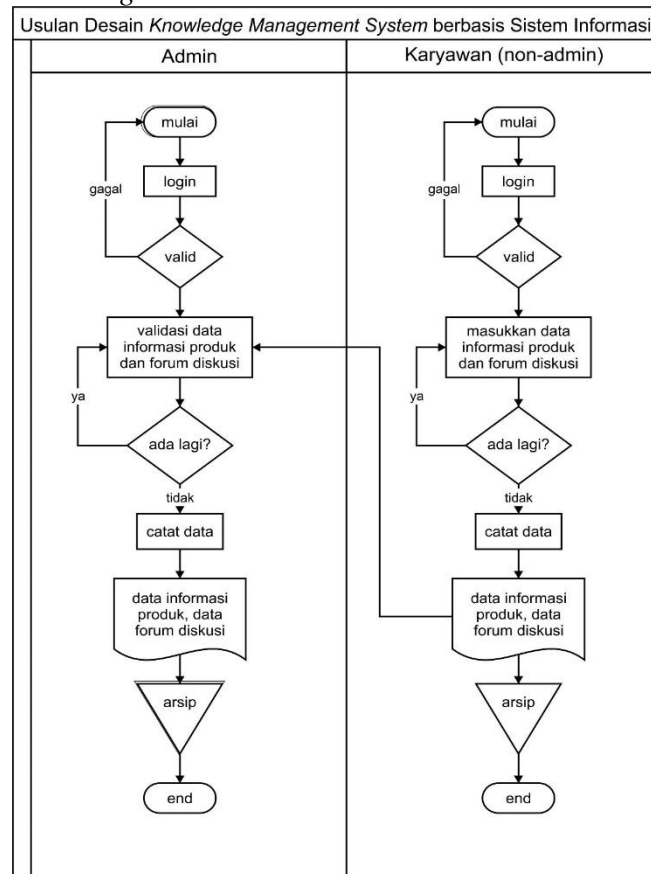 Usulan Desain Knowledge Management System berbasis Sistem Informasi
Admin
Karyawan (non-admin)
mulai
login
gagal
valid
validasi data
informasi produk
dan forum diskusi
ya
ada lagi?
tidak
catat data
data informasi
produk, data
forum diskusi
arsip
end
mulai
login
gagal
valid
masukkan data
informasi produk
dan forum diskusi
ya
ada lagi?
tidak
catat data
data informasi
produk, data
forum diskusi
arsip
end